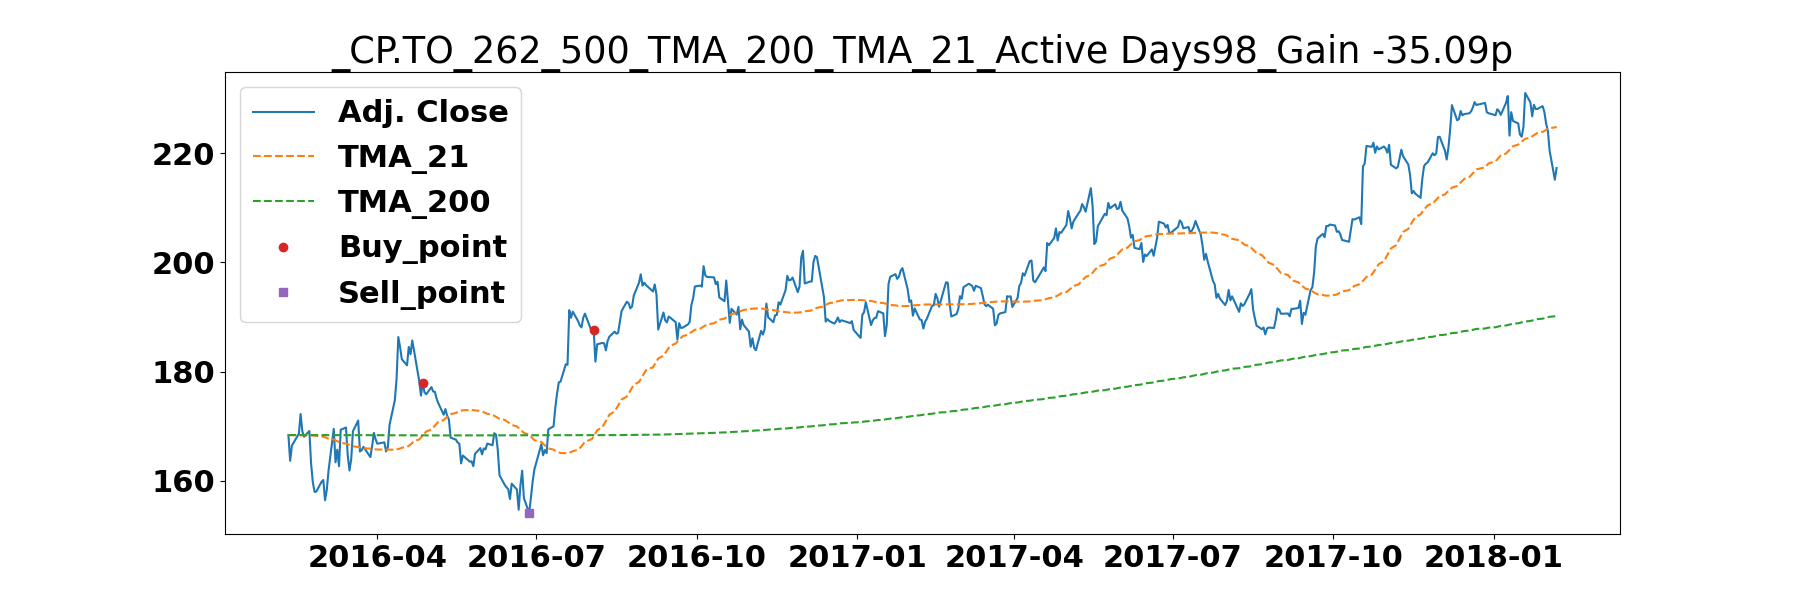 _CP.TO_262_500_TMA_200_TMA_21_Active Days98_Gain -35.09p
Adj. Close
TMA_21
TMA_200
Buy_point
Sell_point
220
200
180
160
2016-04 2016-07 2016-10 2017-01 2017-04 2017-07 2017-10 2018-01